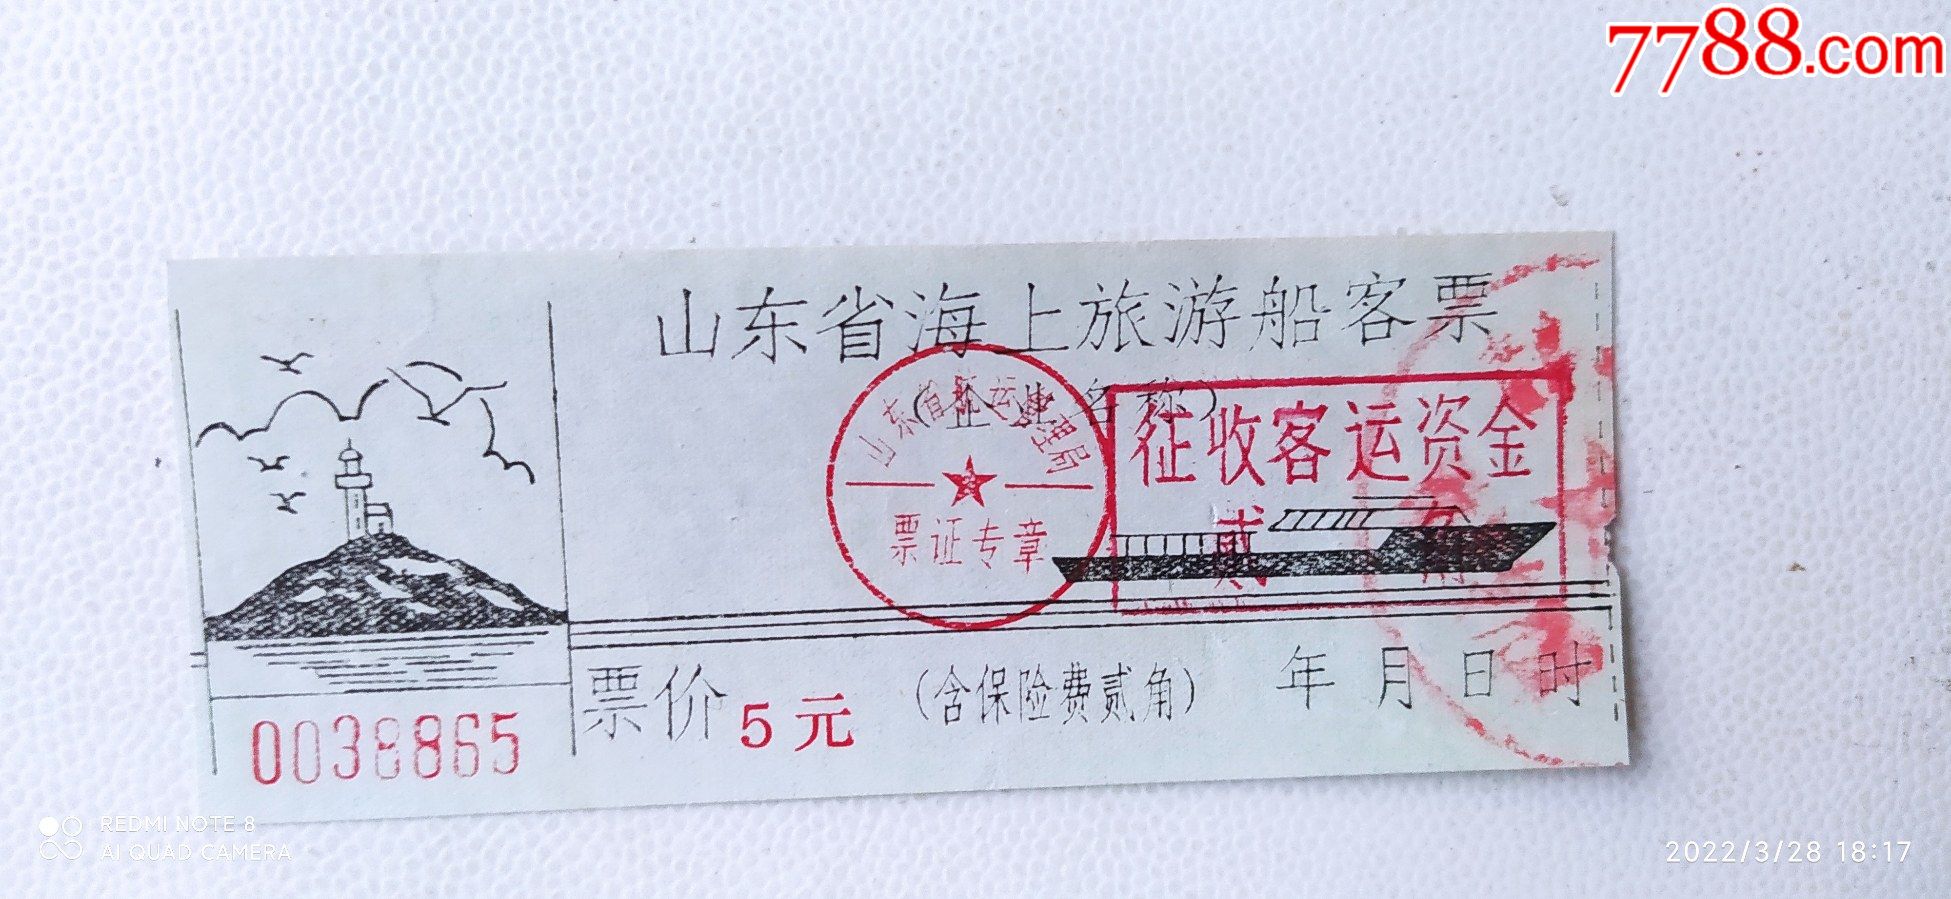 7788.com
山东省海上旅游船客票
(企业名称)
山东省航运管理局
票证专章
征收客运资金
贰角
票价5元 (含保险费贰角) 年月日时
0038865
REDMI NOTE 8
AI QUAD CAMERA
2022/3/28 18:17